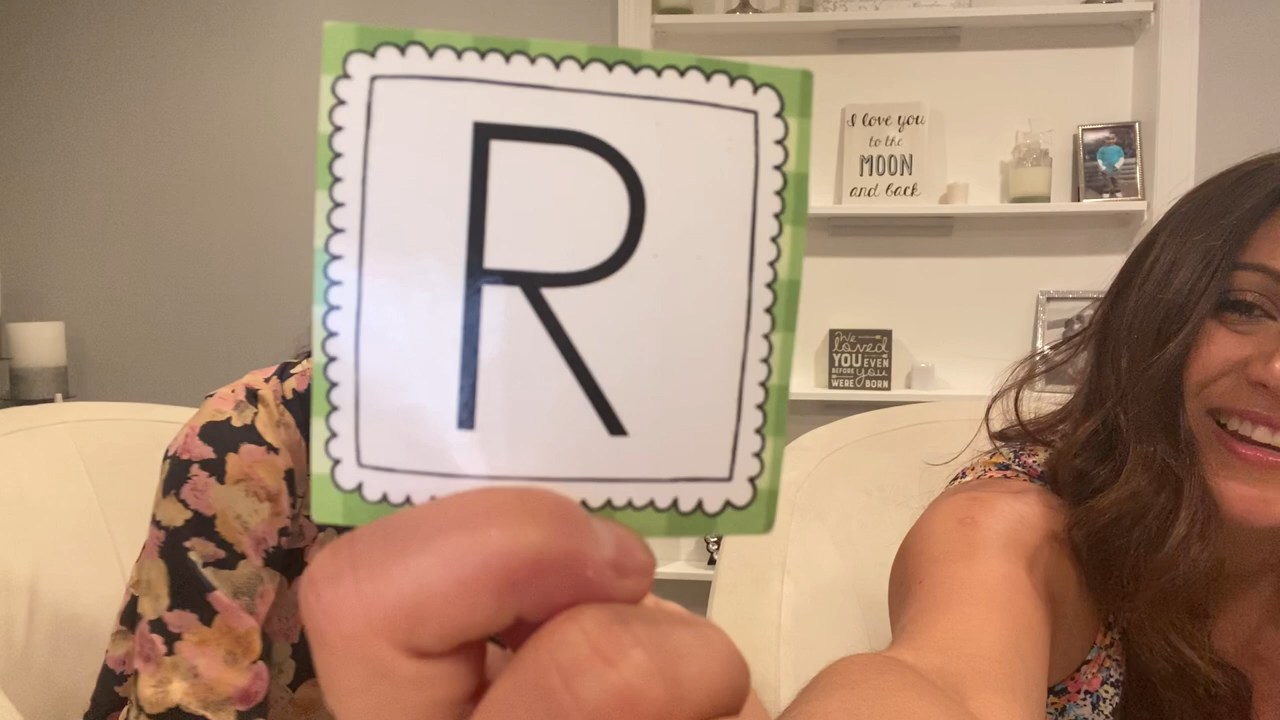 R
I love you
to the
MOON
and back
We
loved
YOU EVEN
BEFORE you
WERE BORN